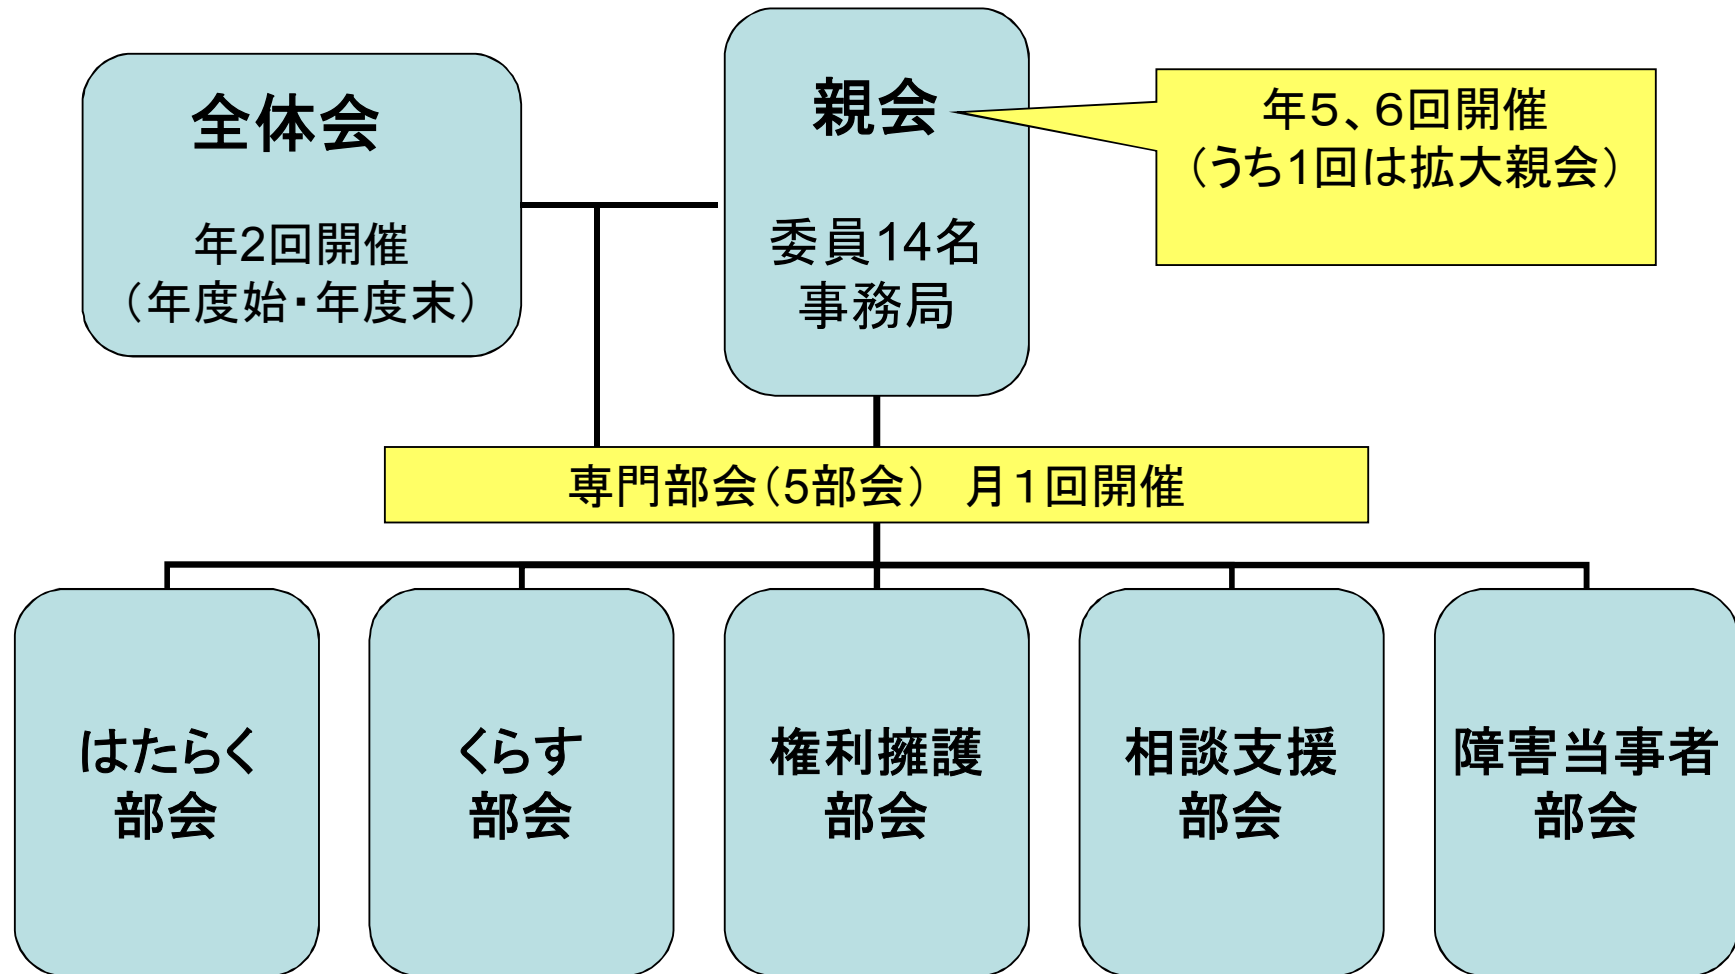 全体会
年2回開催
（年度始・年度末）
親会
委員14名
事務局
年５、６回開催
（うち1回は拡大親会）
専門部会（5部会）　月１回開催
はたらく
部会
くらす
部会
権利擁護
部会
相談支援
部会
障害当事者
部会